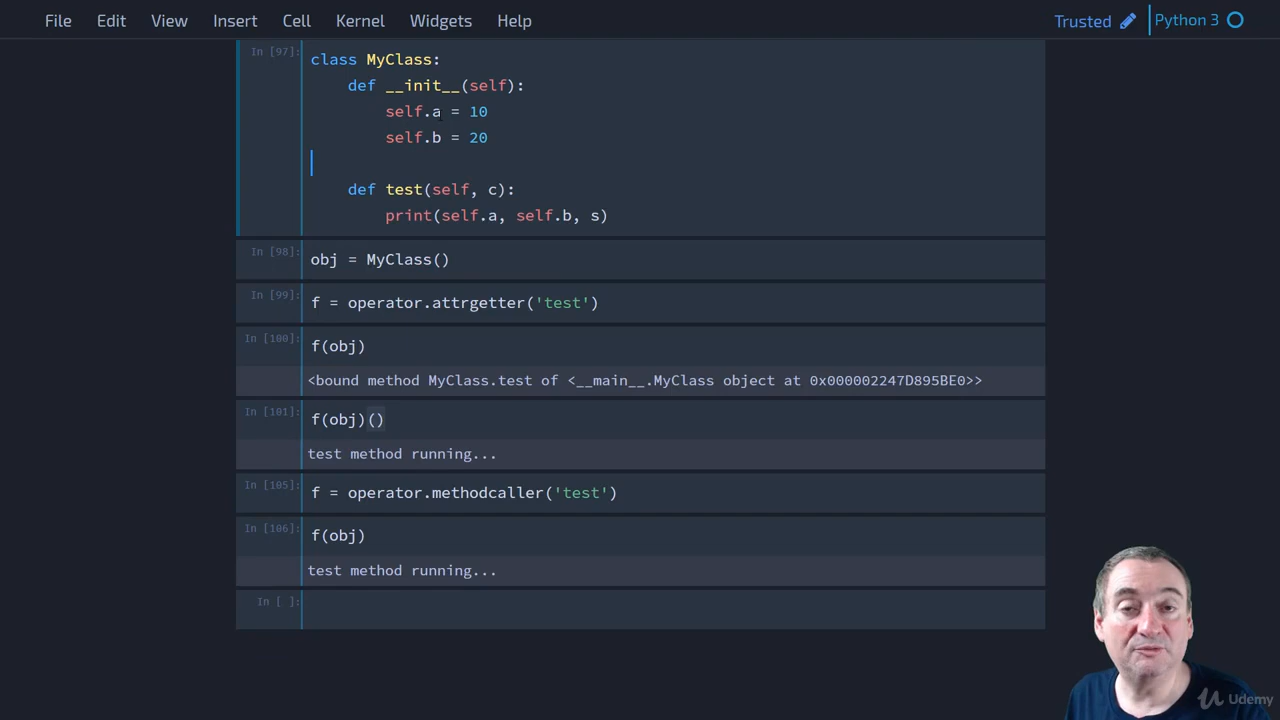 File Edit View Insert Cell Kernel Widgets Help Trusted Python 3
In [97]: class MyClass:
def __init__(self):
self.a = 10
self.b = 20
def test(self, c):
print(self.a, self.b, s)
In [98]: obj = MyClass()
In [99]: f = operator.attrgetter('test')
In [100]: f(obj)
<bound method MyClass.test of <__main__.MyClass object at 0x000002247D895BE0>>
In [101]: f(obj)()
test method running...
In [105]: f = operator.methodcaller('test')
In [106]: f(obj)
test method running...
In [ ]:
Udemy